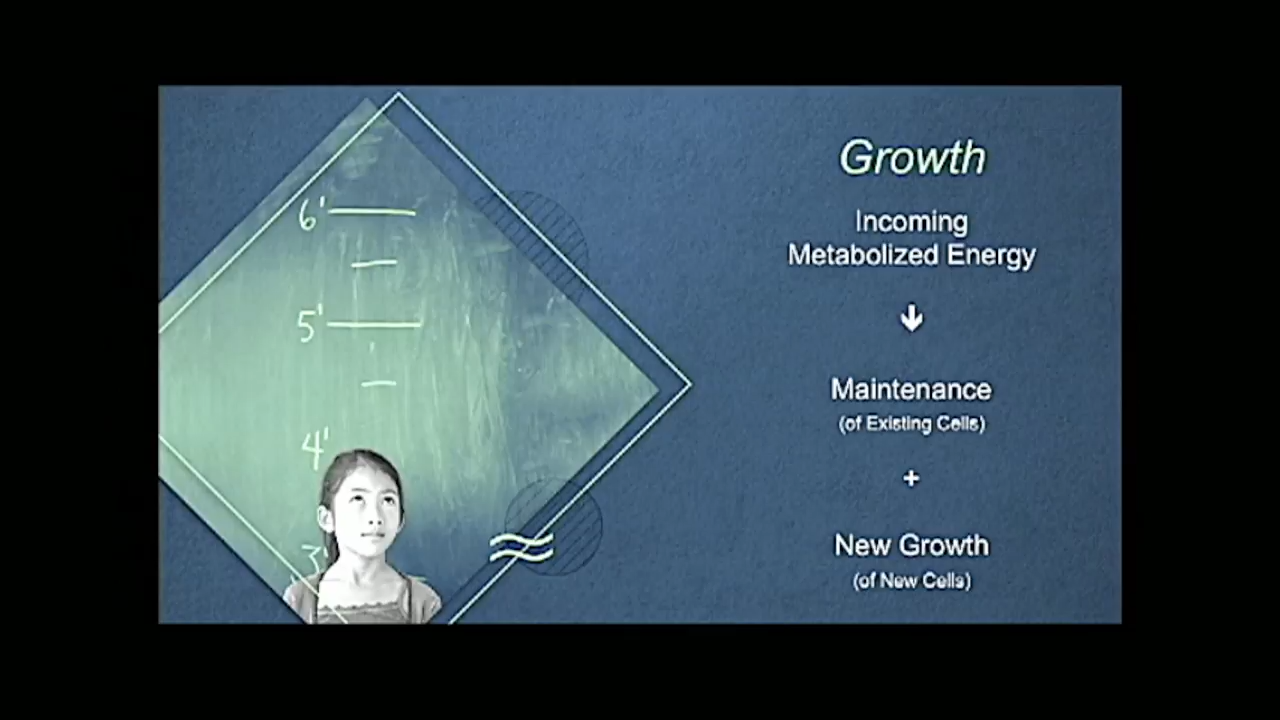 Growth
Incoming
Metabolized Energy
Maintenance
(of Existing Cells)
+
New Growth
(of New Cells)
6'
5'
4'
3'